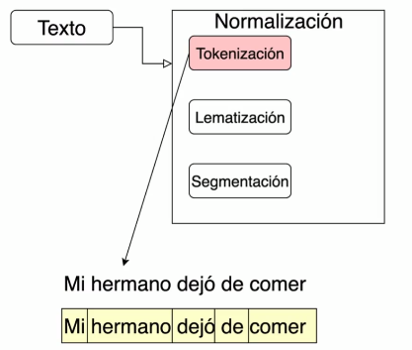 Texto
Normalización
Tokenización
Lematización
Segmentación
Mi hermano dejó de comer
Mi hermano dejó de comer